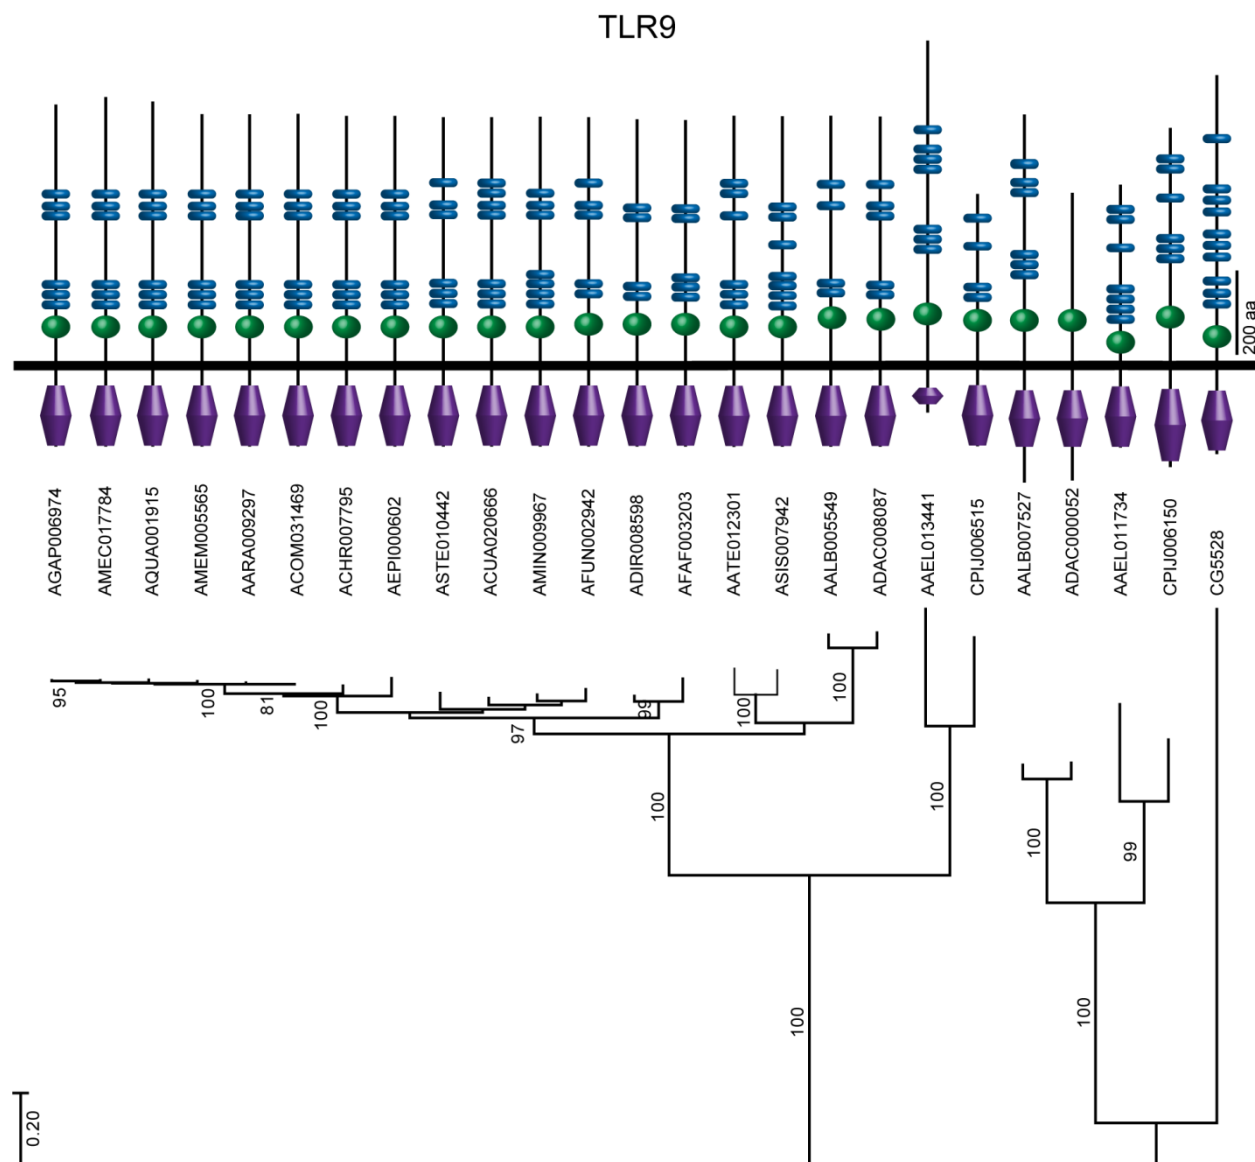 TLR9
200 aa
AGAP006974
AMEC017784
AQUA001915
AMEM005565
AARA009297
ACOM031469
ACHR007795
AEPI000602
ASTE010442
ACUA020666
AMIN009967
AFUN002942
ADIR008598
AFAF003203
AATE012301
ASIS007942
AALB005549
ADAC008087
AAEL013441
CPIJ006515
AALB007527
ADAC000052
AAEL011734
CPIJ006150
CG5528
95
100
81
100
97
99
100
100
100
100
100
99
100
100
0.20